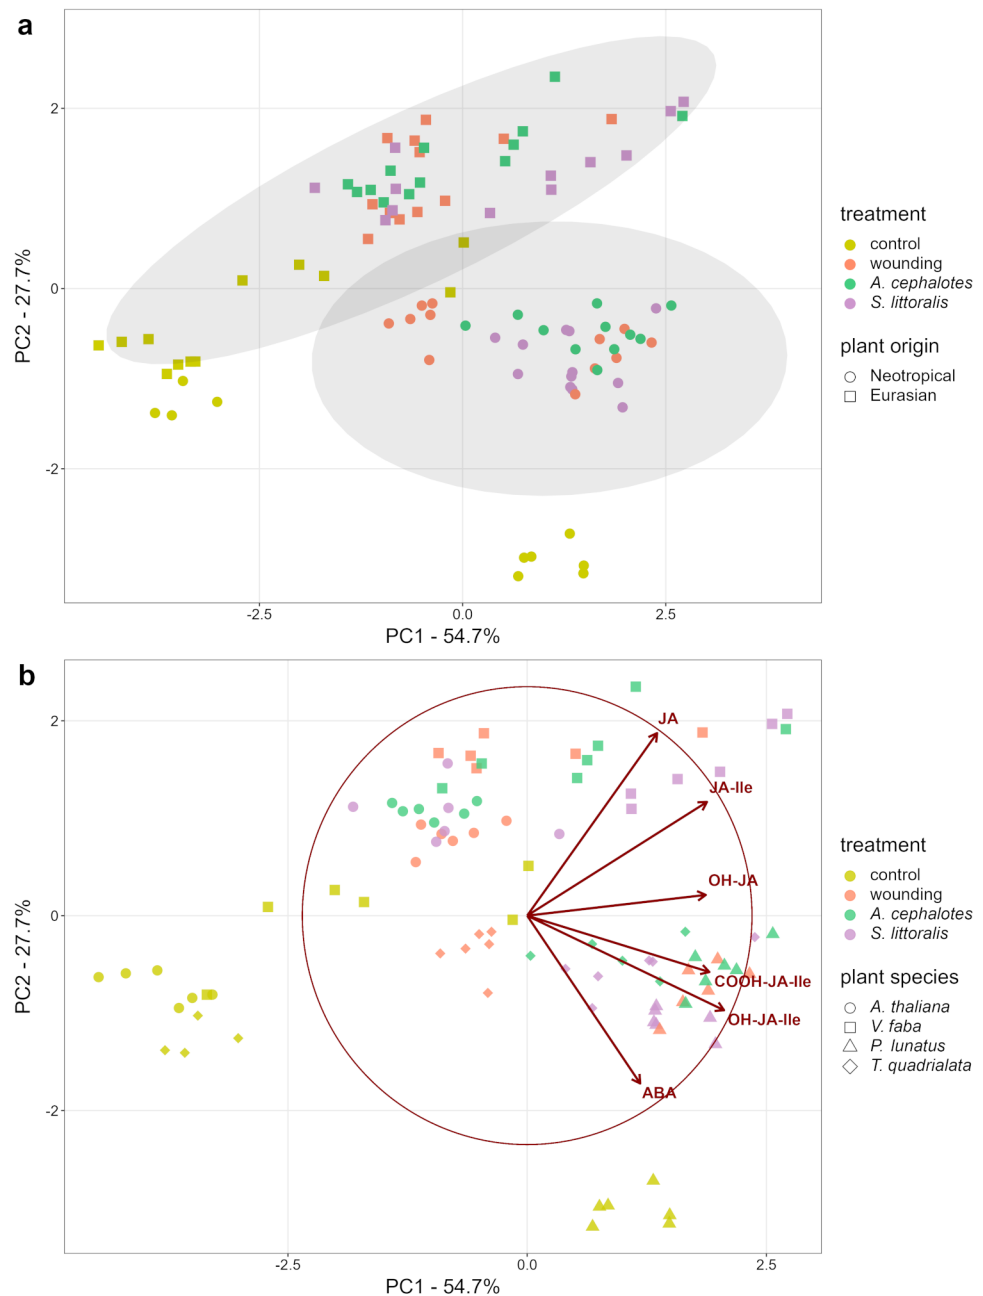 a
2
0
-2
PC2 - 27.7%
-2.5
0.0
2.5
PC1 - 54.7%
treatment
control
wounding
A. cephalotes
S. littoralis
plant origin
Neotropical
Eurasian
b
JA
JA-Ile
OH-JA
COOH-JA-Ile
OH-JA-Ile
ABA
2
0
-2
PC2 - 27.7%
-2.5
0.0
2.5
PC1 - 54.7%
treatment
control
wounding
A. cephalotes
S. littoralis
plant species
A. thaliana
V. faba
P. lunatus
T. quadrialata